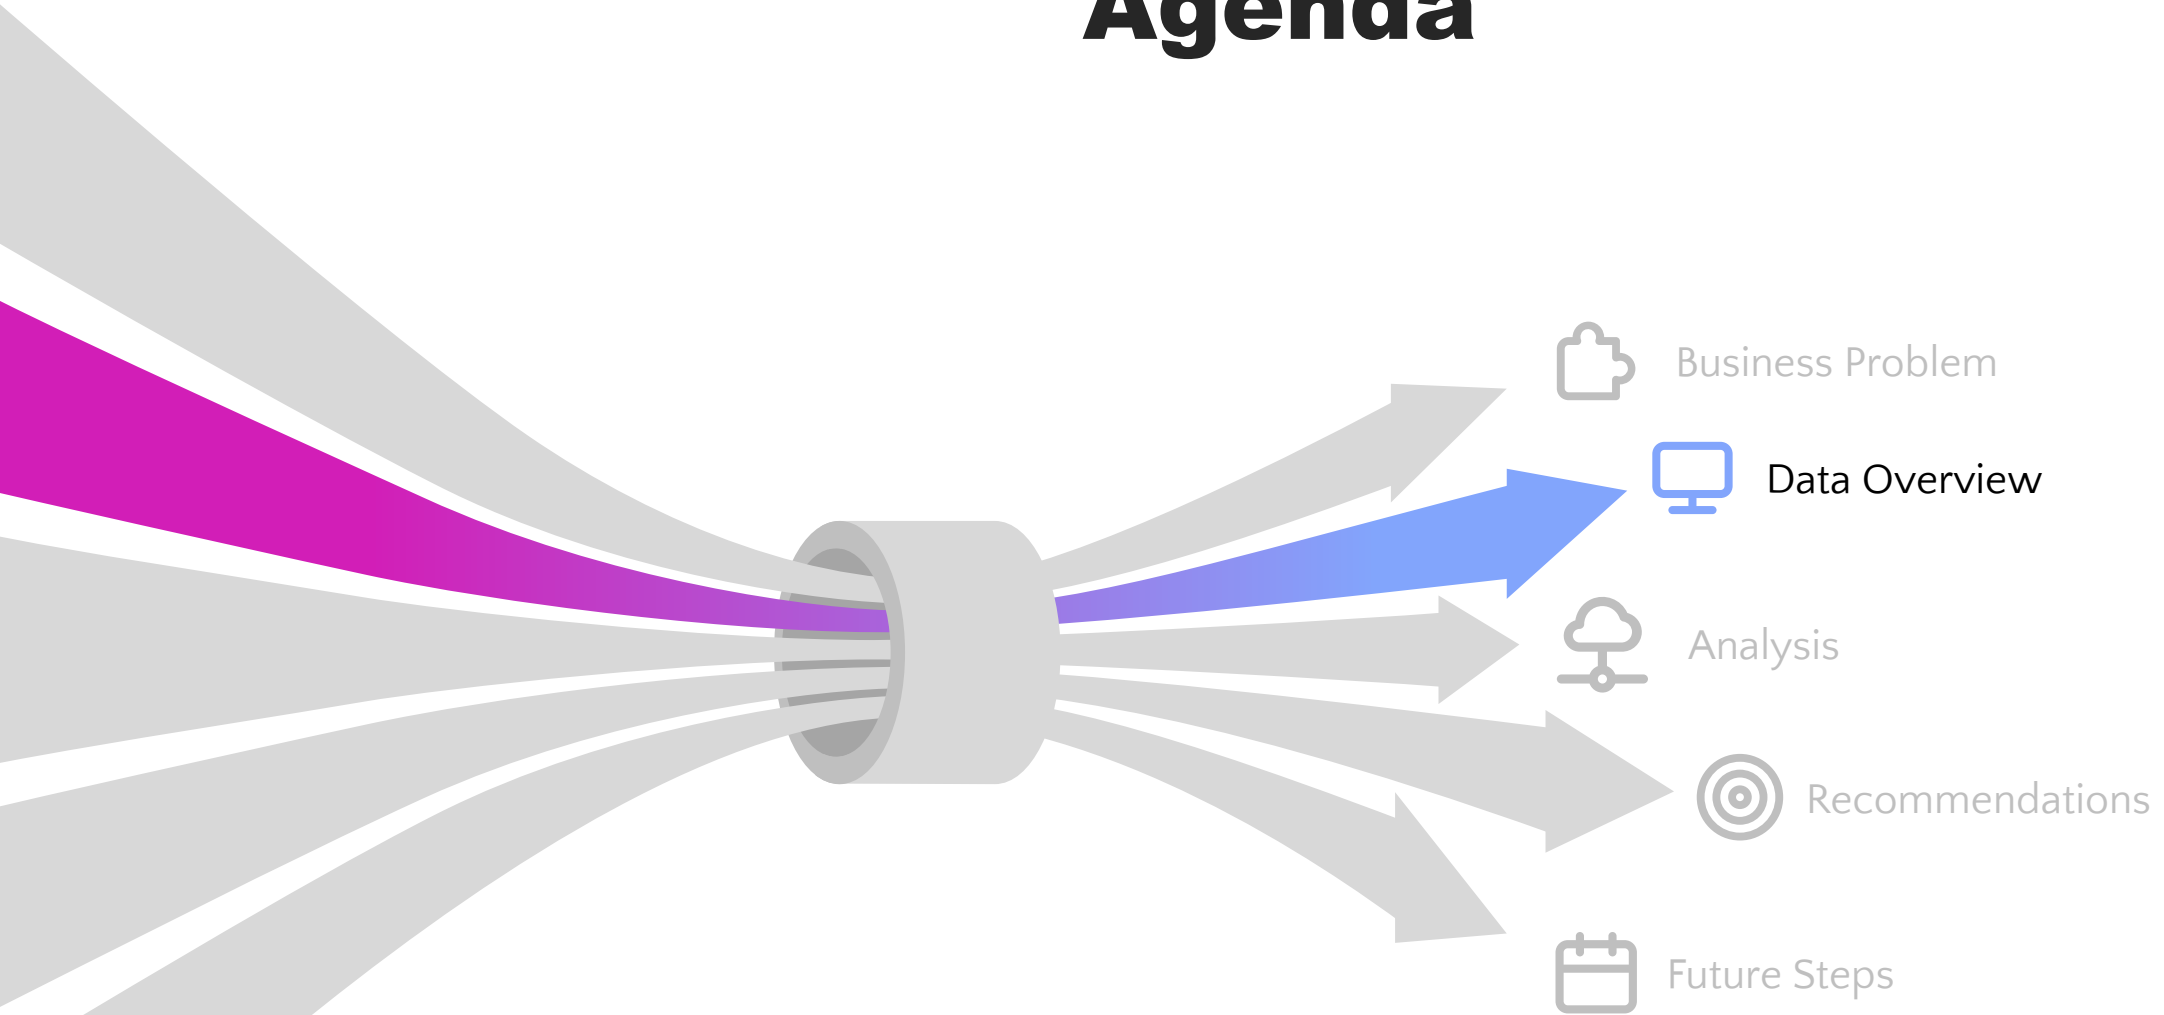 Agenda
Business Problem
Data Overview
Analysis
Recommendations
Future Steps